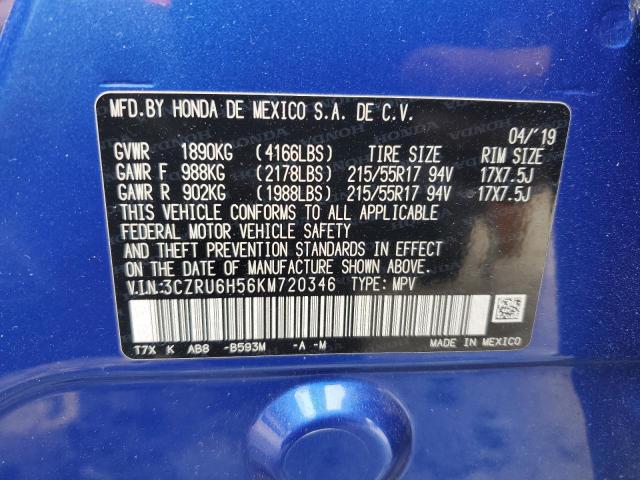 MFD.BY HONDA DE MEXICO S.A. DE C.V.
04/'19
GVWR 1890KG (4166LBS) TIRE SIZE RIM SIZE
GAWR F 988KG (2178LBS) 215/55R17 94V 17X7.5J
GAWR R 902KG (1988LBS) 215/55R17 94V 17X7.5J
THIS VEHICLE CONFORMS TO ALL APPLICABLE
FEDERAL MOTOR VEHICLE SAFETY
AND THEFT PREVENTION STANDARDS IN EFFECT
ON THE DATE OF MANUFACTURE SHOWN ABOVE.
V.I.N:3CZRU6H56KM720346 TYPE: MPV
T7X K AB8 -B593M -A -M MADE IN MEXICO